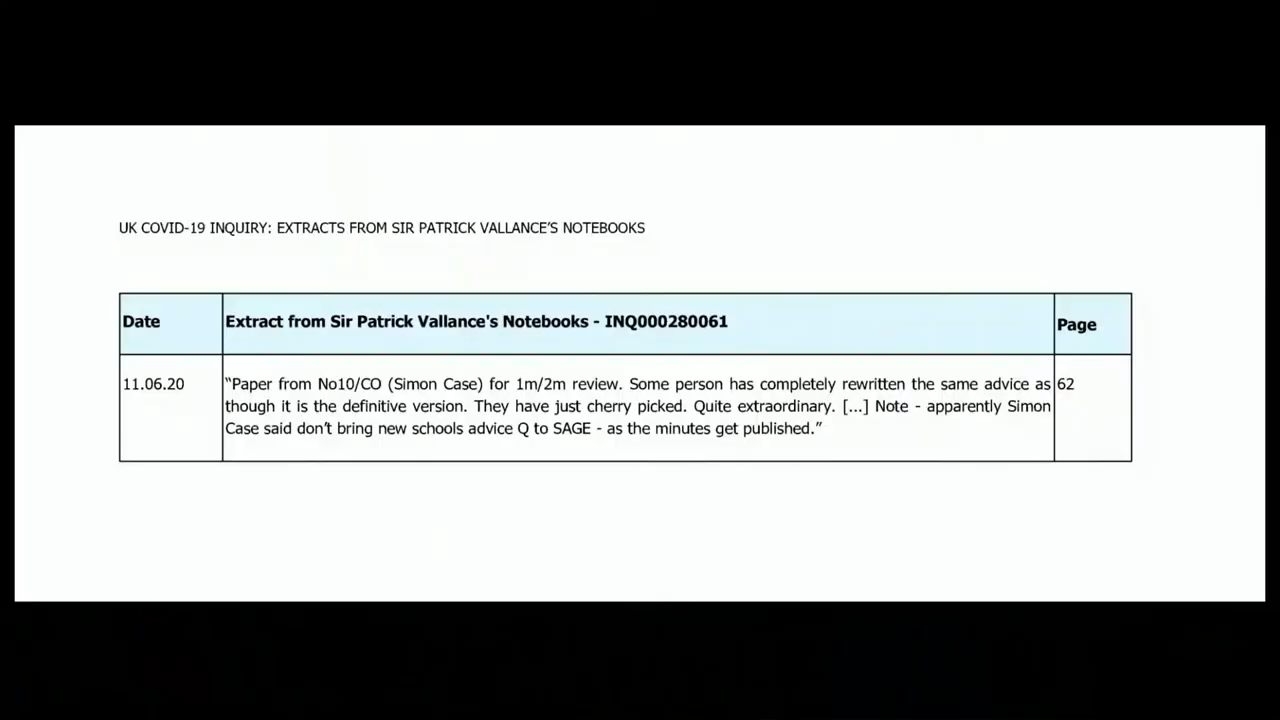 UK COVID-19 INQUIRY: EXTRACTS FROM SIR PATRICK VALLANCE'S NOTEBOOKS
Date
Extract from Sir Patrick Vallance's Notebooks - INQ000280061
Page
11.06.20
“Paper from No10/CO (Simon Case) for 1m/2m review. Some person has completely rewritten the same advice as
though it is the definitive version. They have just cherry picked. Quite extraordinary. [...] Note - apparently Simon
Case said don’t bring new schools advice Q to SAGE - as the minutes get published.”
62